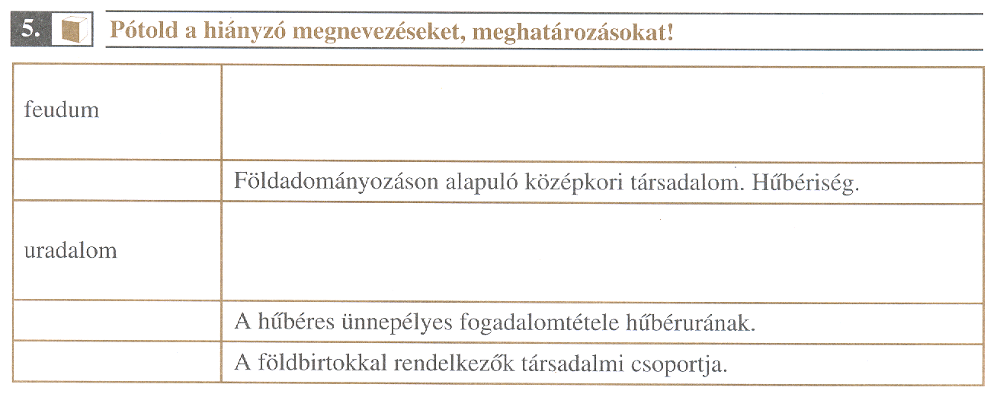 5. Pótold a hiányzó megnevezéseket, meghatározásokat!
feudum
Földadományozáson alapuló középkori társadalom. Hűbériség.
uradalom
A hűbéres ünnepélyes fogadalomtétele hűbérurának.
A földbirtokkal rendelkezők társadalmi csoportja.